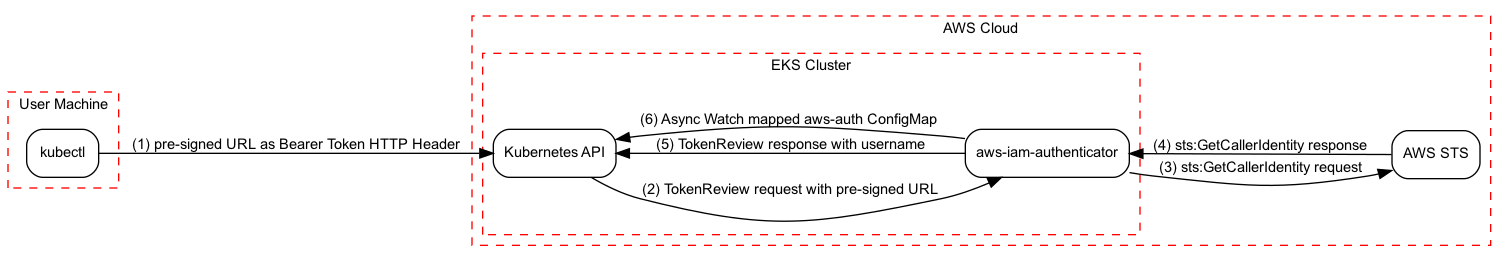 AWS Cloud
EKS Cluster
User Machine
kubectl
(1) pre-signed URL as Bearer Token HTTP Header
Kubernetes API
(6) Async Watch mapped aws-auth ConfigMap
(5) TokenReview response with username
(2) TokenReview request with pre-signed URL
aws-iam-authenticator
(4) sts:GetCallerIdentity response
(3) sts:GetCallerIdentity request
AWS STS